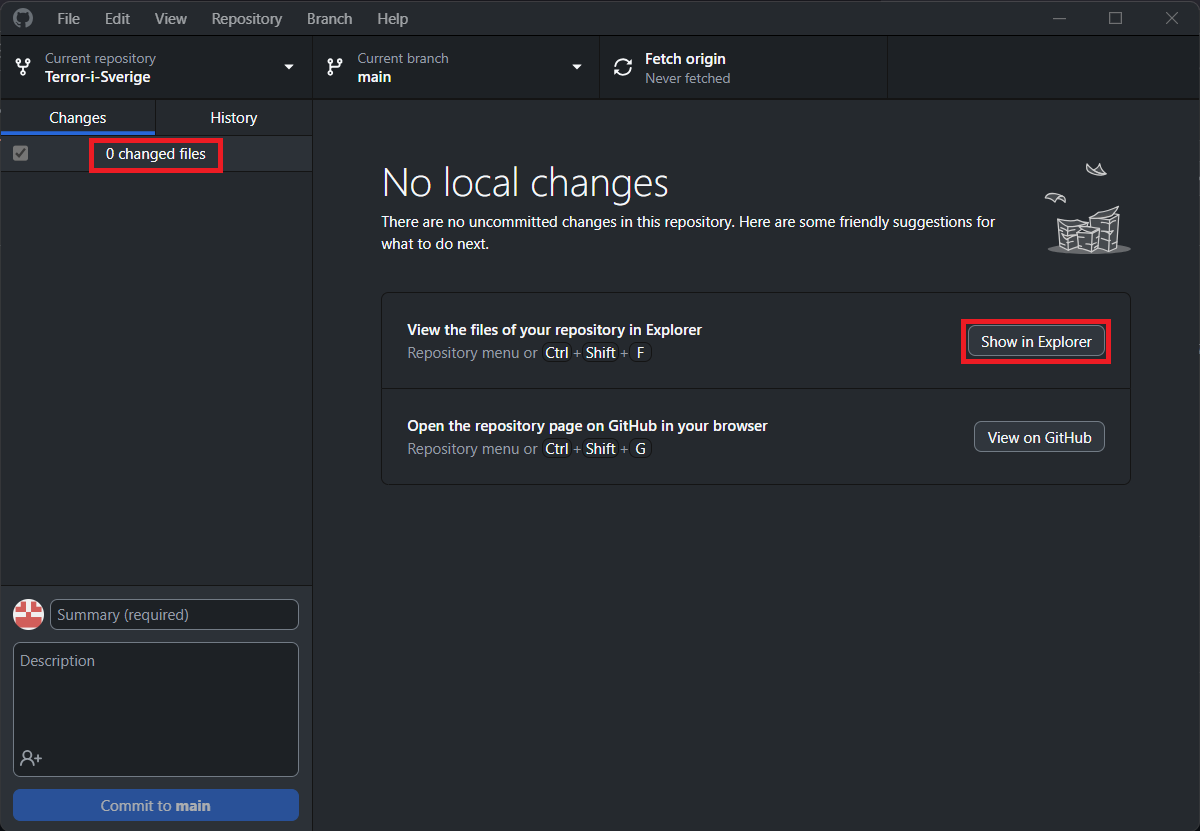 File Edit View Repository Branch Help
Current repository
Terror-i-Sverige
Current branch
main
Fetch origin
Never fetched
Changes
History
0 changed files
No local changes
There are no uncommitted changes in this repository. Here are some friendly suggestions for
what to do next.
View the files of your repository in Explorer
Repository menu or Ctrl + Shift + F
Show in Explorer
Open the repository page on GitHub in your browser
Repository menu or Ctrl + Shift + G
View on GitHub
Summary (required)
Description
Commit to main